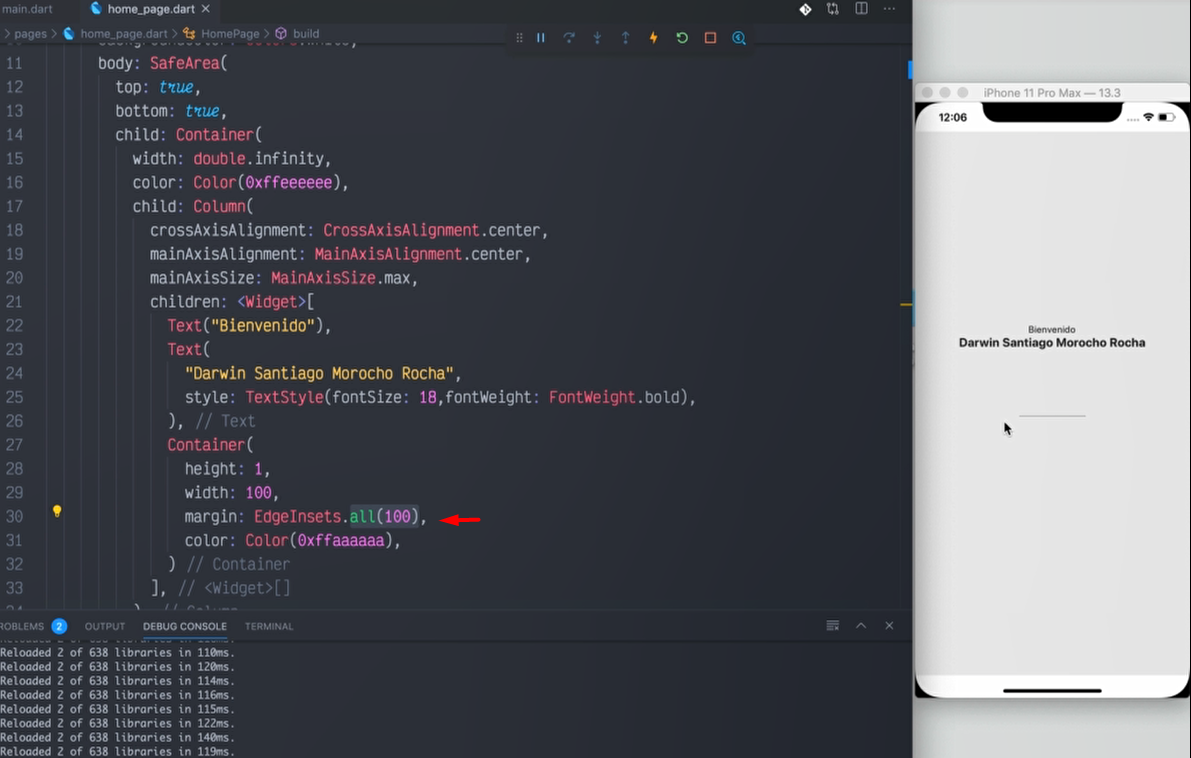 main.dart home_page.dart
> pages > home_page.dart > HomePage > build
11 body: SafeArea(
12 top: true,
13 bottom: true,
14 child: Container(
15 width: double.infinity,
16 color: Color(0xffeeeeee),
17 child: Column(
18 crossAxisAlignment: CrossAxisAlignment.center,
19 mainAxisAlignment: MainAxisAlignment.center,
20 mainAxisSize: MainAxisSize.max,
21 children: <Widget>[
22 Text("Bienvenido"),
23 Text(
24 "Darwin Santiago Morocho Rocha",
25 style: TextStyle(fontSize: 18,fontWeight: FontWeight.bold),
26 ), // Text
27 Container(
28 height: 1,
29 width: 100,
30 margin: EdgeInsets.all(100),
31 color: Color(0xffaaaaaa),
32 ) // Container
33 ], // <Widget>[]
ROBLEMS 2 OUTPUT DEBUG CONSOLE TERMINAL
Reloaded 2 of 638 libraries in 110ms.
Reloaded 2 of 638 libraries in 120ms.
Reloaded 2 of 638 libraries in 114ms.
Reloaded 2 of 638 libraries in 116ms.
Reloaded 2 of 638 libraries in 115ms.
Reloaded 2 of 638 libraries in 122ms.
Reloaded 2 of 638 libraries in 140ms.
Reloaded 2 of 638 libraries in 119ms.
iPhone 11 Pro Max — 13.3
12:06
Bienvenido
Darwin Santiago Morocho Rocha